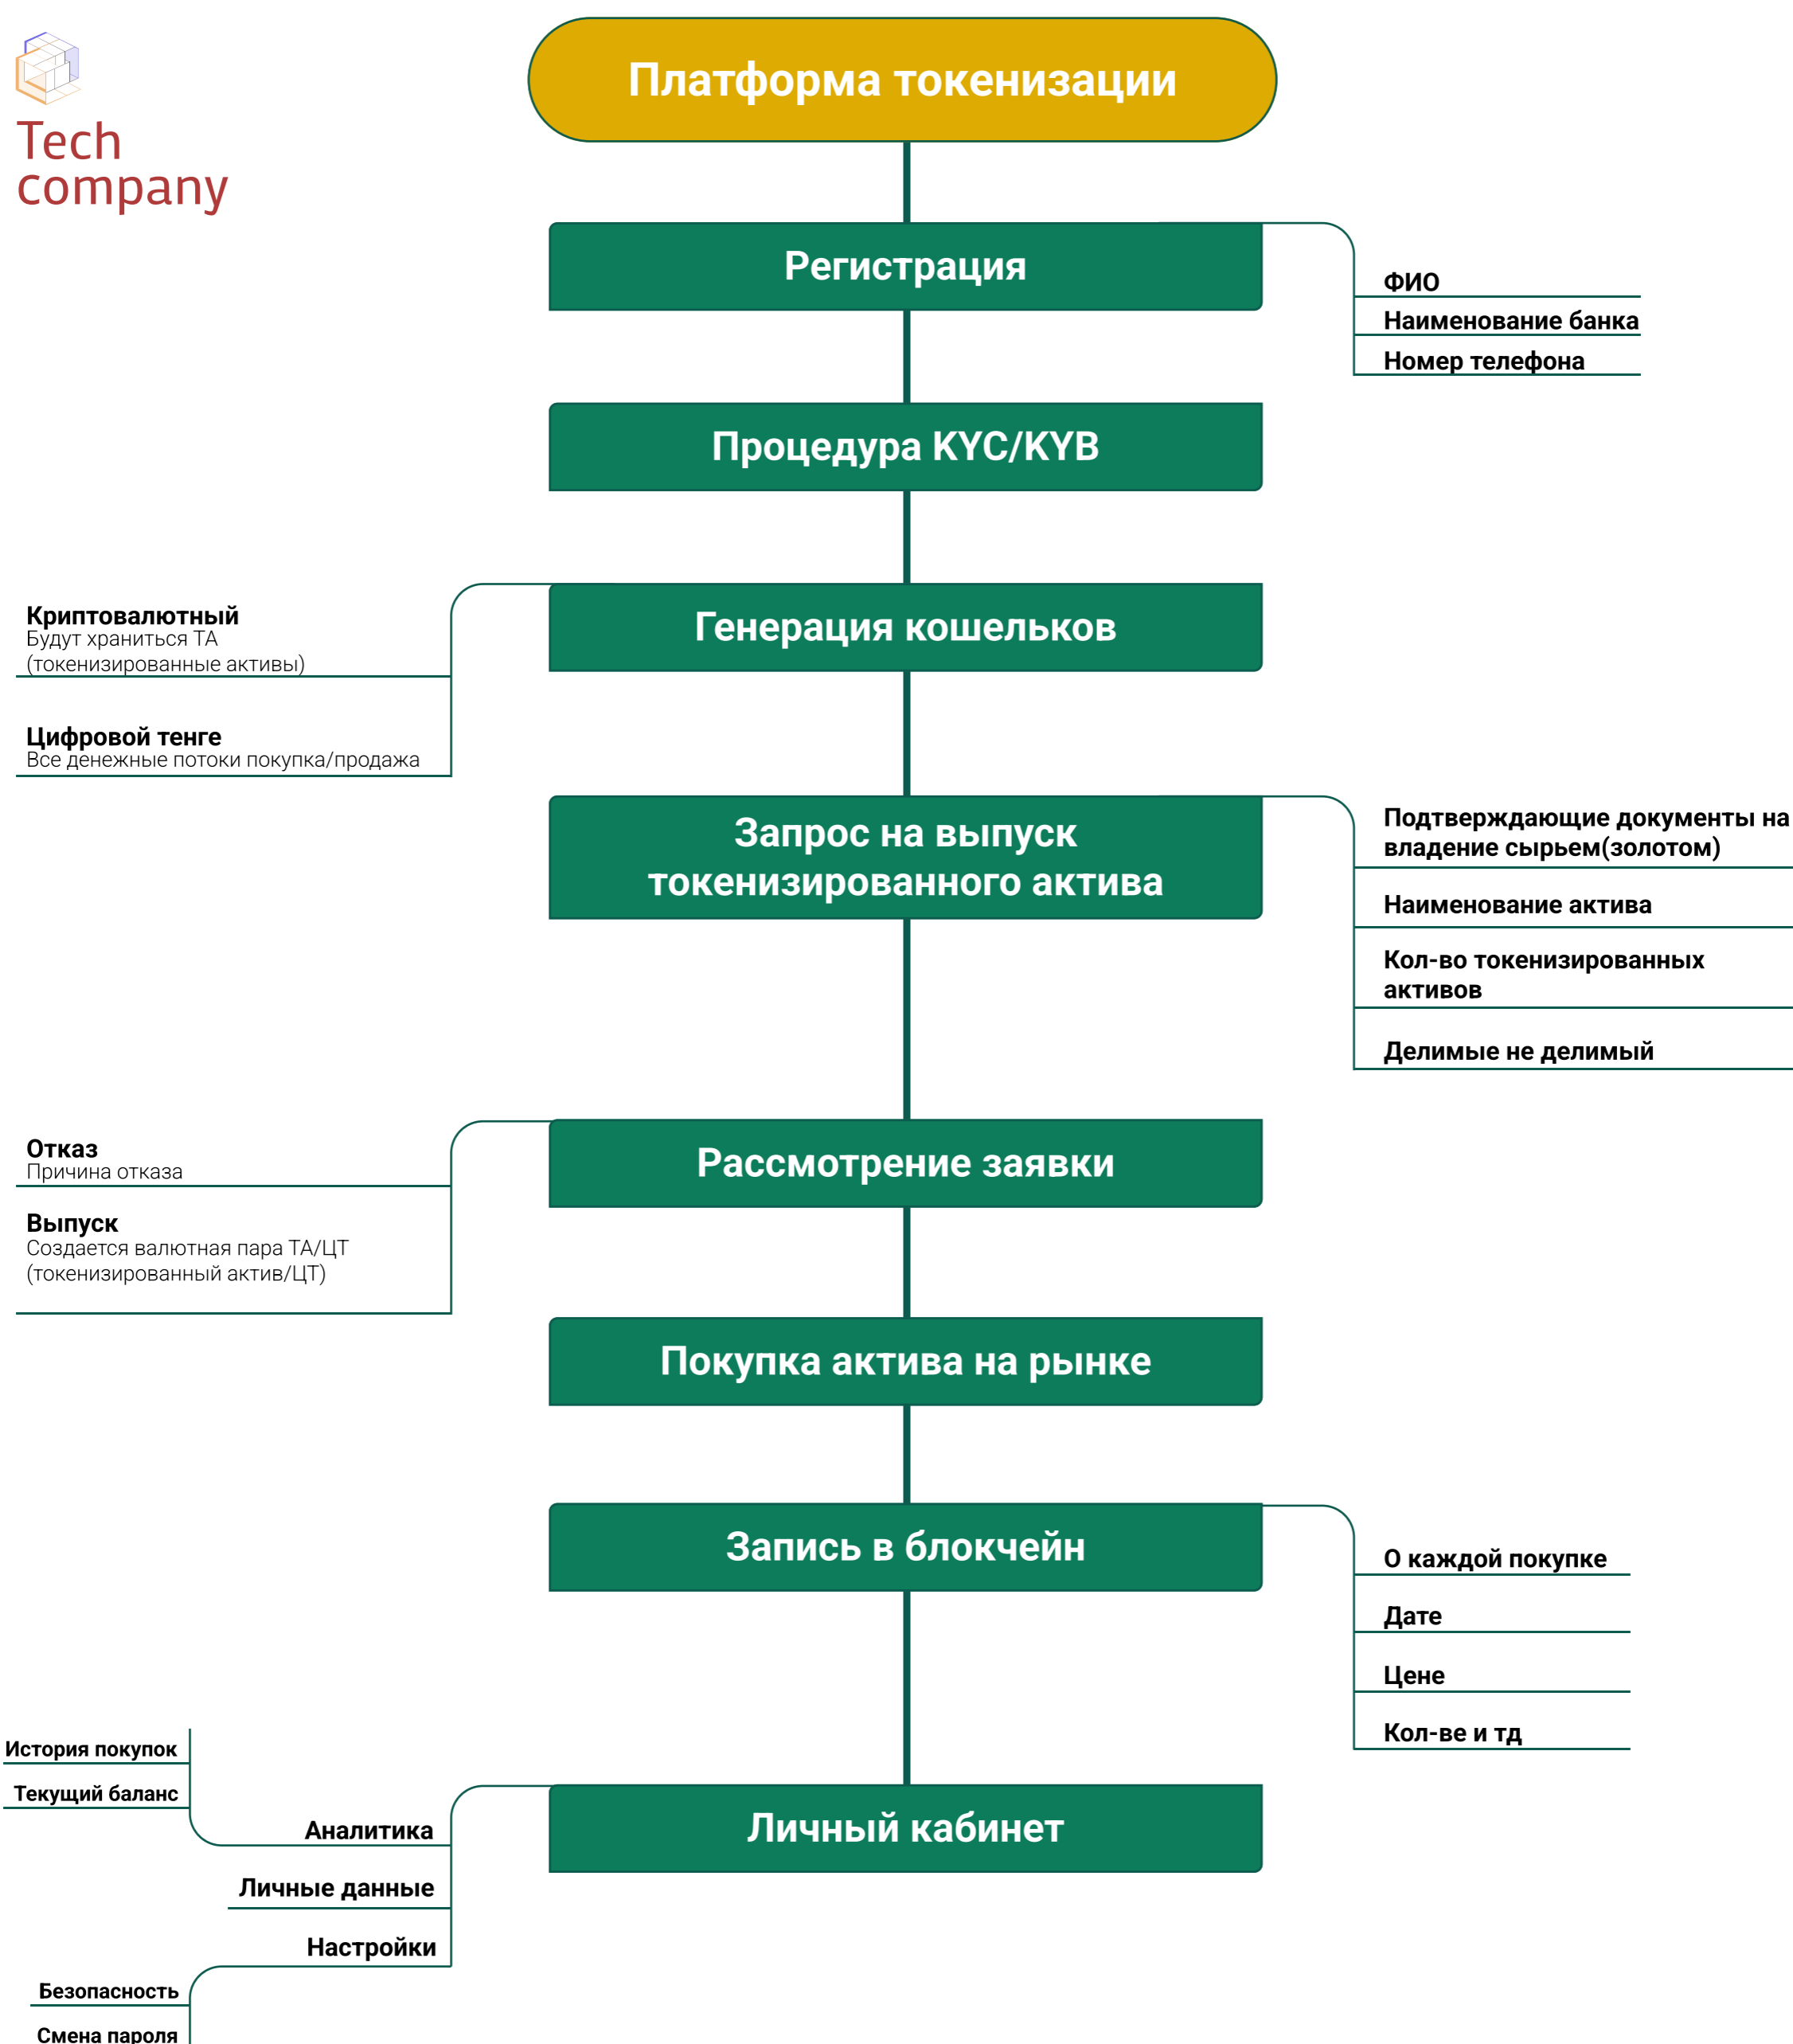 Tech
company
Платформа токенизации
Регистрация
ФИО
Наименование банка
Номер телефона
Процедура KYC/KYB
Генерация кошельков
Криптовалютный
Будут храниться ТА
(токенизированные активы)
Цифровой тенге
Все денежные потоки покупка/продажа
Запрос на выпуск
токенизированного актива
Подтверждающие документы на
владение сырьем(золотом)
Наименование актива
Кол-во токенизированных
активов
Делимые не делимый
Рассмотрение заявки
Отказ
Причина отказа
Выпуск
Создается валютная пара ТА/ЦТ
(токенизированный актив/ЦТ)
Покупка актива на рынке
Запись в блокчейн
О каждой покупке
Дате
Цене
Кол-ве и тд
Личный кабинет
История покупок
Текущий баланс
Аналитика
Личные данные
Настройки
Безопасность
Смена пароля